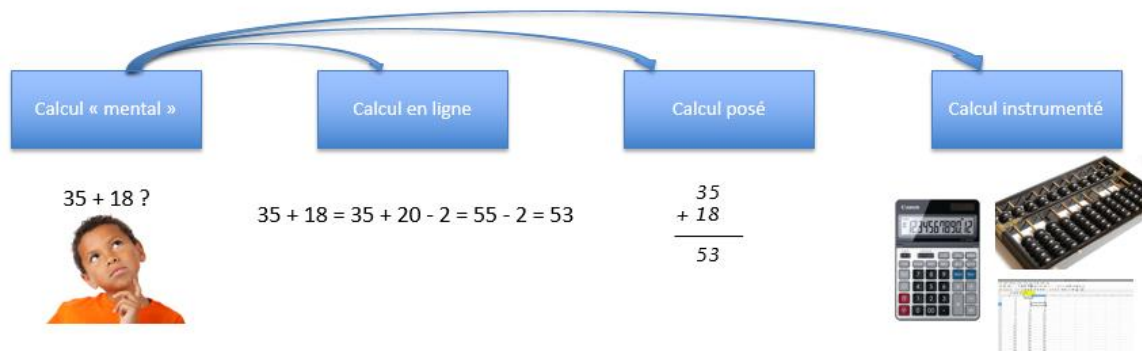 Calcul « mental »
Calcul en ligne
Calcul posé
Calcul instrumenté
35 + 18 ?
35 + 18 = 35 + 20 - 2 = 55 - 2 = 53
35
+ 18
53
Canon